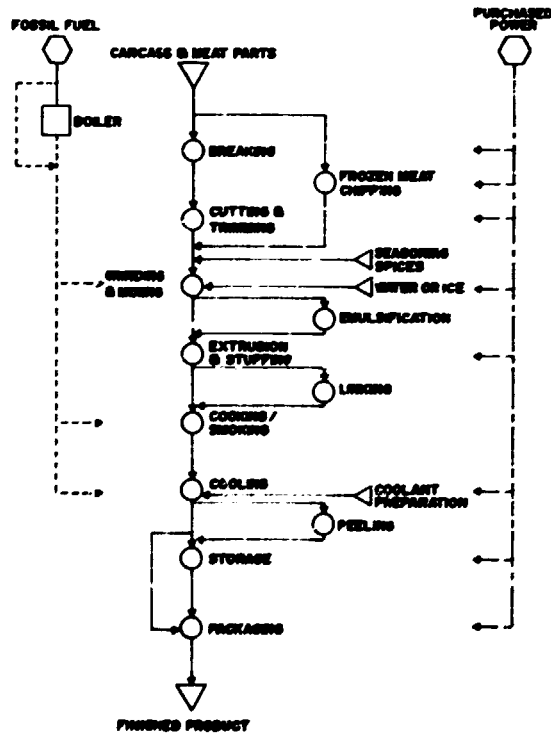 FOSSIL FUEL
PURCHASED
POWER
CARCASS & MEAT PARTS
BOILER
BREAKING
FROZEN MEAT
CHIPPING
CUTTING &
TRIMMING
SEASONING
SPICES
GRINDING
& MIXING
WATER OR ICE
EMULSIFICATION
EXTRUSION
& STUFFING
LINKING
COOKING /
SMOKING
COOLING
COOLANT
PREPARATION
PEELING
STORAGE
PACKAGING
FINISHED PRODUCT